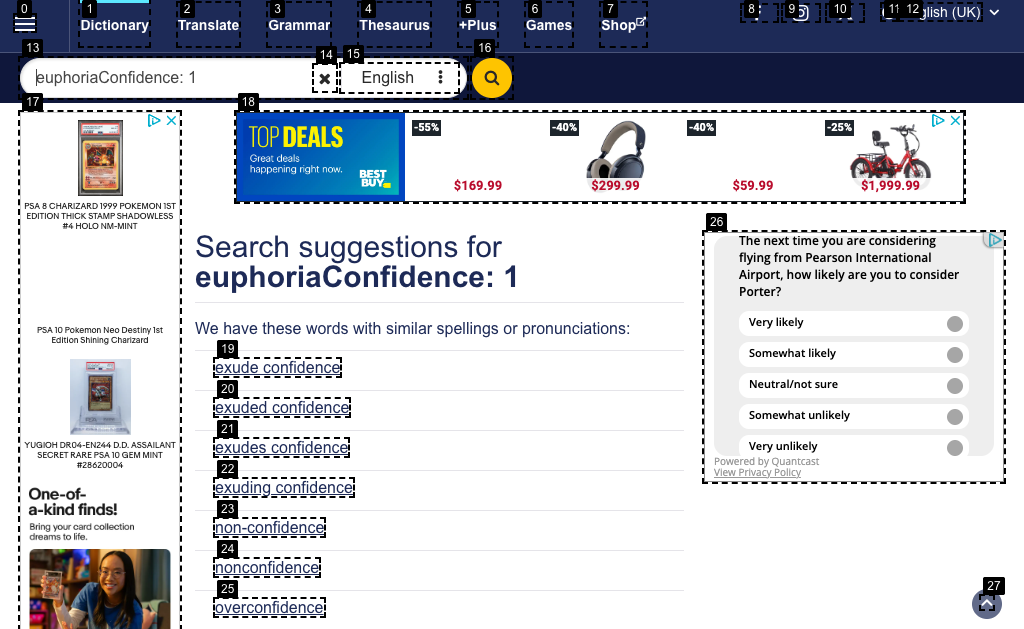 0
1
2
3
4
5
6
7
8
9
10
11
12
Dictionary
Translate
Grammar
Thesaurus
+Plus
Games
Shop
(UK)
13
14
15
16
euphoriaConfidence: 1
English
17
18
PSA 8 CHARIZARD 1999 POKEMON 1ST
EDITION THICK STAMP SHADOWLESS
#4 HOLO NM-MINT
PSA 10 Pokemon Neo Destiny 1st
Edition Shining Charizard
YUGIOH DR04-EN244 D.D. ASSAILANT
SECRET RARE PSA 10 GEM MINT
#28620004
One-of-
a-kind finds!
Bring your card collection
dreams to life.
TOP DEALS
Great deals
happening right now.
BEST
BUY
-55%
$169.99
-40%
$299.99
-40%
$59.99
-25%
$1,999.99
Search suggestions for
euphoriaConfidence: 1
We have these words with similar spellings or pronunciations:
19
exude confidence
20
exuded confidence
21
exudes confidence
22
exuding confidence
23
non-confidence
24
nonconfidence
25
overconfidence
26
The next time you are considering
flying from Pearson International
Airport, how likely are you to consider
Porter?
Very likely
Somewhat likely
Neutral/not sure
Somewhat unlikely
Very unlikely
Powered by Quantcast
View Privacy Policy
27